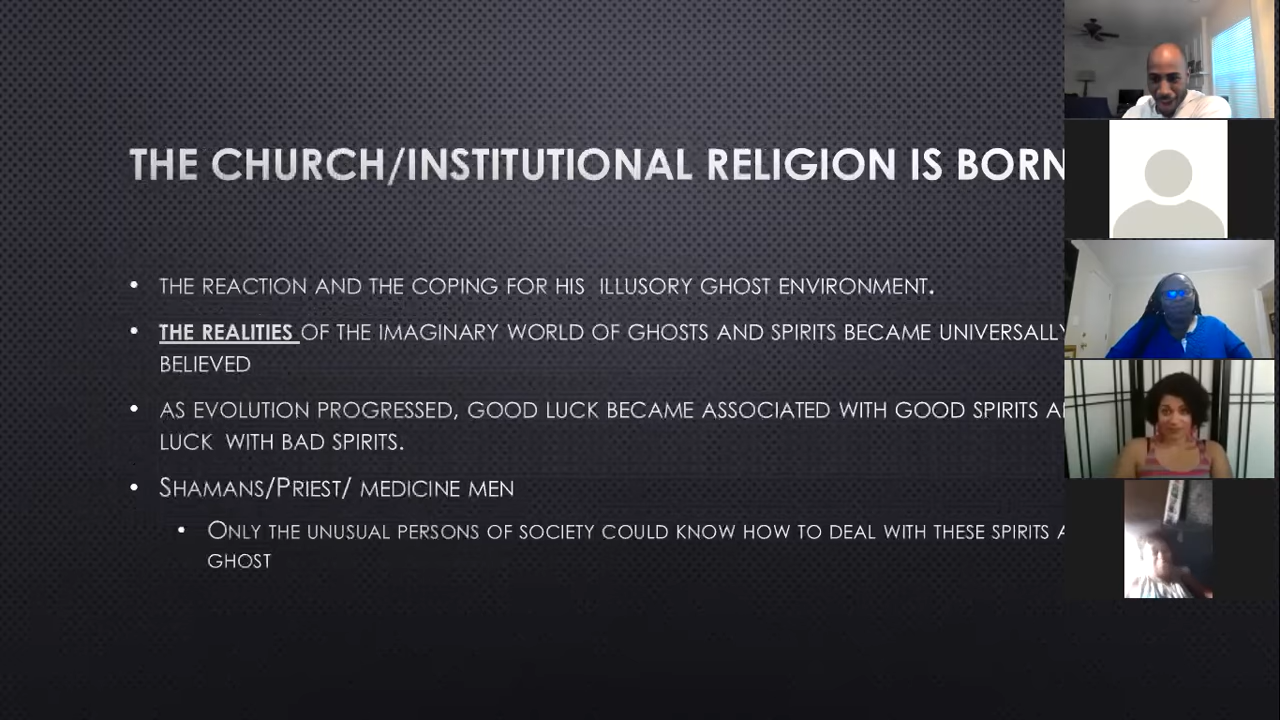 THE CHURCH/INSTITUTIONAL RELIGION IS BORN
• THE REACTION AND THE COPING FOR HIS ILLUSORY GHOST ENVIRONMENT.
• THE REALITIES OF THE IMAGINARY WORLD OF GHOSTS AND SPIRITS BECAME UNIVERSALLY
BELIEVED
• AS EVOLUTION PROGRESSED, GOOD LUCK BECAME ASSOCIATED WITH GOOD SPIRITS
LUCK WITH BAD SPIRITS.
• SHAMANS/PRIEST/ MEDICINE MEN
• ONLY THE UNUSUAL PERSONS OF SOCIETY COULD KNOW HOW TO DEAL WITH THESE SPIRITS
GHOST